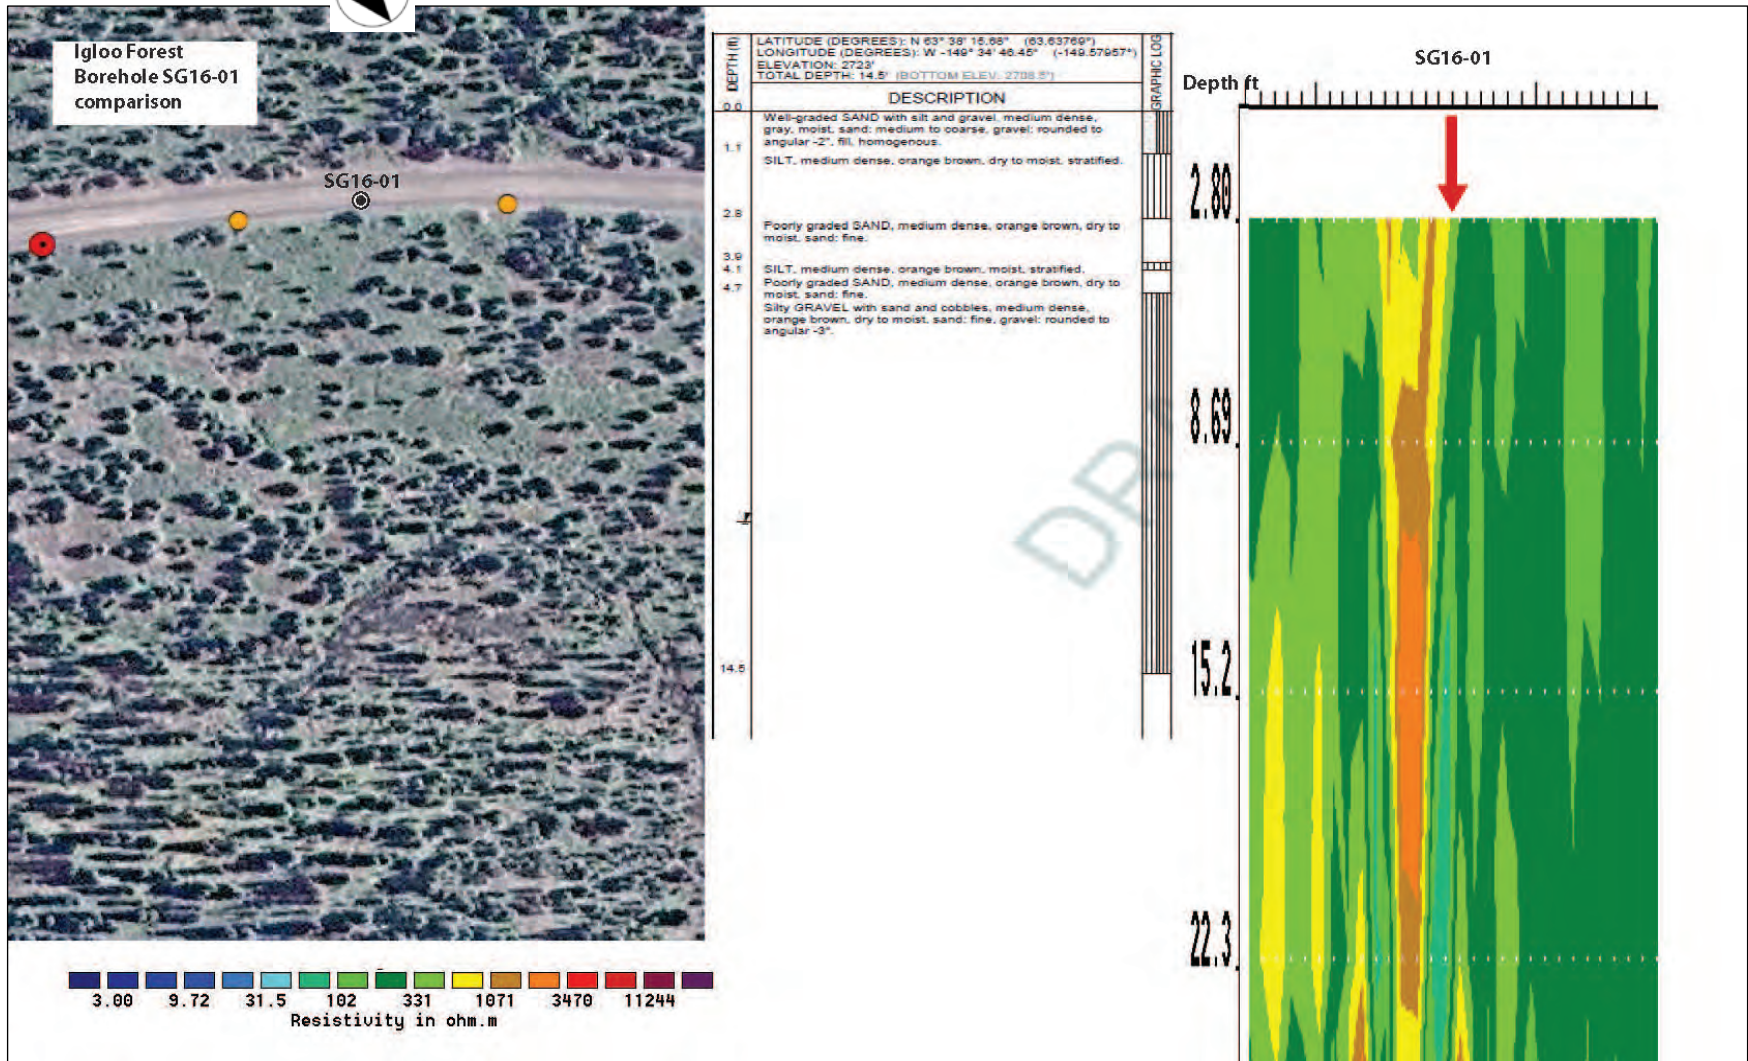 Igloo Forest
Borehole SG16-01
comparison
SG16-01
DEPTH (ft)
LATITUDE (DEGREES): N 63° 38' 15.68" (63.63769°)
LONGITUDE (DEGREES): W -149° 34' 46.45" (-149.57957°)
ELEVATION: 2723'
TOTAL DEPTH: 14.5' (BOTTOM ELEV: 2708.5')
GRAPHIC LOG
DESCRIPTION
0.0
Well-graded SAND with silt and gravel, medium dense,
gray, moist, sand: medium to coarse, gravel: rounded to
angular -2", fill, homogenous.
1.1
SILT, medium dense, orange brown, dry to moist, stratified.
2.8
Poorly graded SAND, medium dense, orange brown, dry to
moist, sand: fine.
3.9
4.1
SILT, medium dense, orange brown, moist, stratified.
4.7
Poorly graded SAND, medium dense, orange brown, dry to
moist, sand: fine.
Silty GRAVEL with sand and cobbles, medium dense,
orange brown, dry to moist, sand: fine, gravel: rounded to
angular -3".
14.5
DR
SG16-01
Depth ft
2.80
8.69
15.2
22.3
3.00 9.72 31.5 102 331 1071 3470 11244
Resistivity in ohm.m